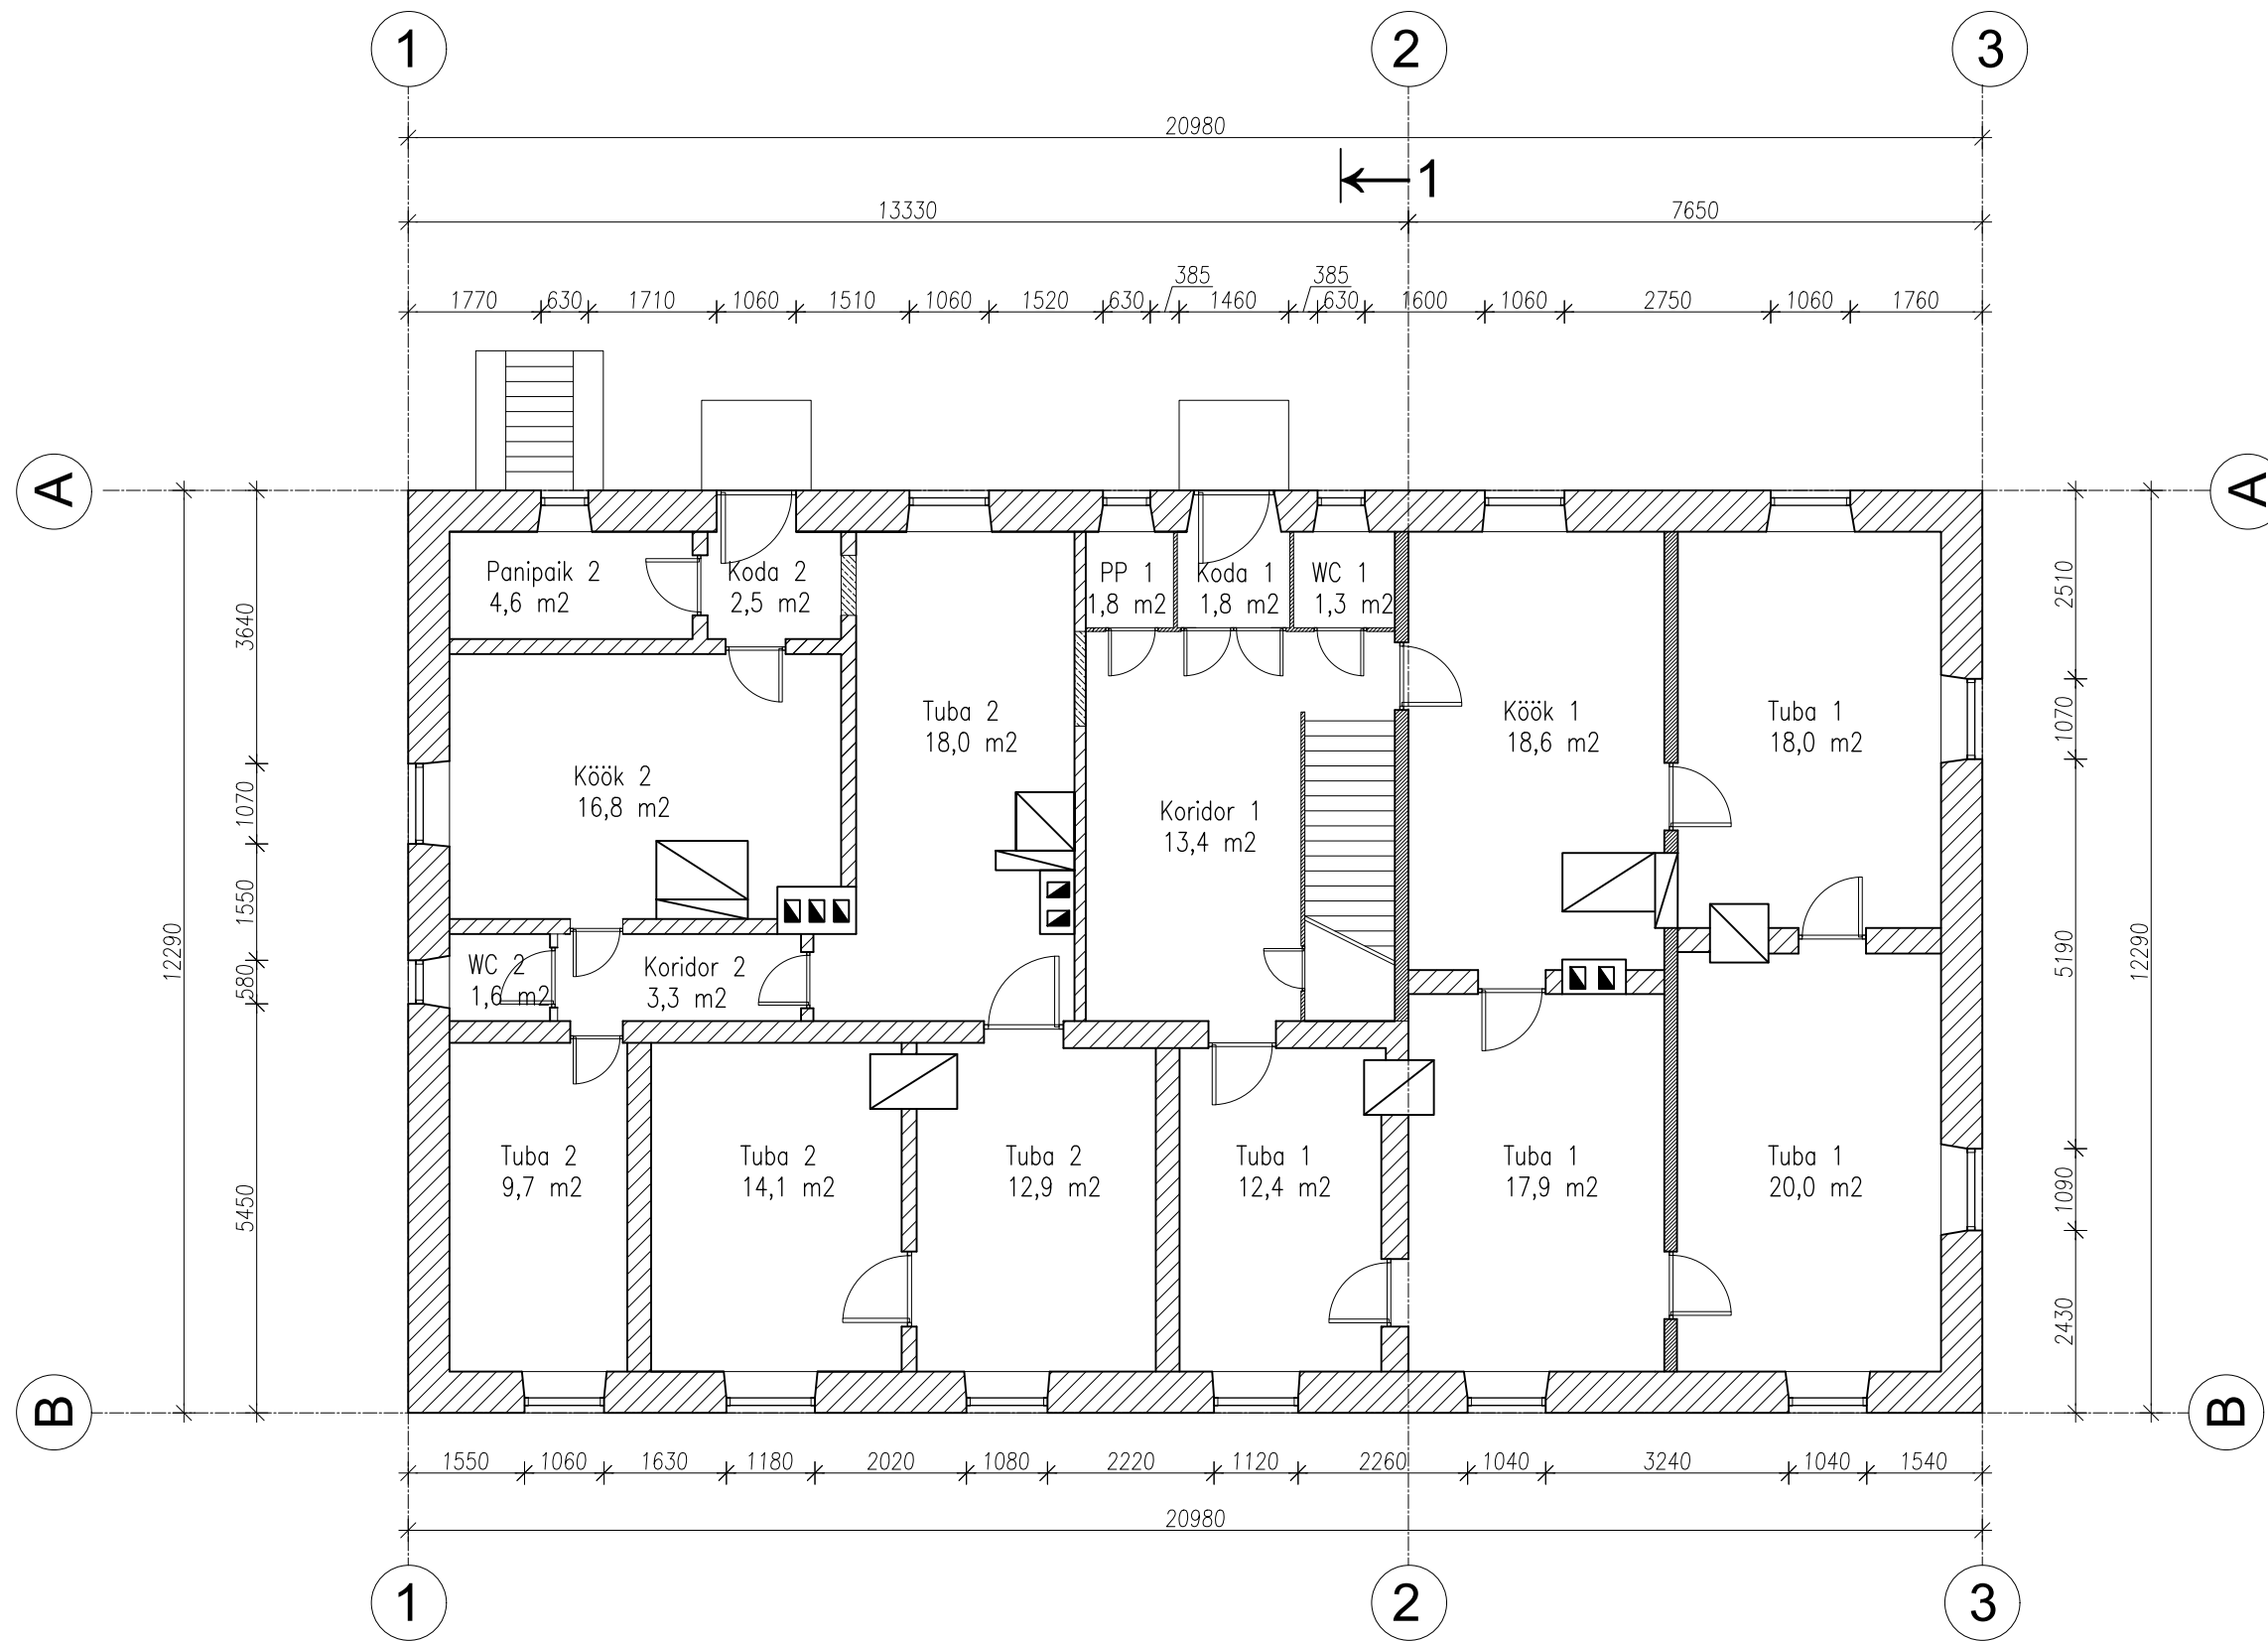 1
2
3
20980
1
13330
7650
385
385
1770
630
1710
1060
1510
1060
1520
630
1460
630
1600
1060
2750
1060
1760
A
A
Panipaik 2
4,6 m2
Koda 2
2,5 m2
PP 1
1,8 m2
Koda 1
1,8 m2
WC 1
1,3 m2
Tuba 2
18,0 m2
Köök 1
18,6 m2
Tuba 1
18,0 m2
Köök 2
16,8 m2
Koridor 1
13,4 m2
WC 2
1,6 m2
Koridor 2
3,3 m2
Tuba 2
9,7 m2
Tuba 2
14,1 m2
Tuba 2
12,9 m2
Tuba 1
12,4 m2
Tuba 1
17,9 m2
Tuba 1
20,0 m2
12290
3640
1070
1550
580
5450
2510
1070
5190
1090
2430
12290
B
B
1550
1060
1630
1180
2020
1080
2220
1120
2260
1040
3240
1040
1540
20980
1
2
3